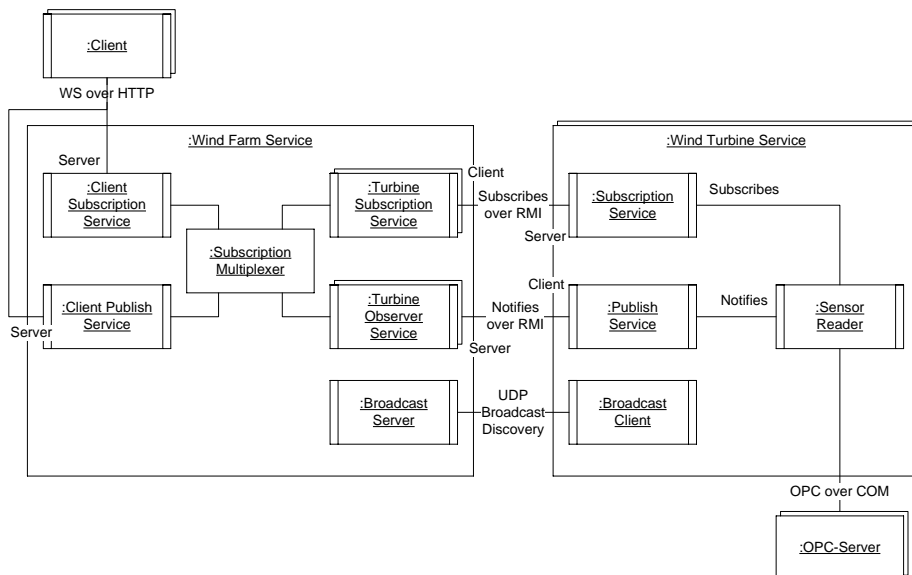 :Client
WS over HTTP
:Wind Farm Service
:Wind Turbine Service
Server
Client
:Client
Subscription
Service
:Turbine
Subscription
Service
Subscribes
over RMI
:Subscription
Service
Subscribes
Server
:Subscription
Multiplexer
Client
:Client Publish
Service
Server
:Turbine
Observer
Service
Notifies
over RMI
Server
:Publish
Service
Notifies
:Sensor
Reader
:Broadcast
Server
UDP
Broadcast
Discovery
:Broadcast
Client
OPC over COM
:OPC-Server